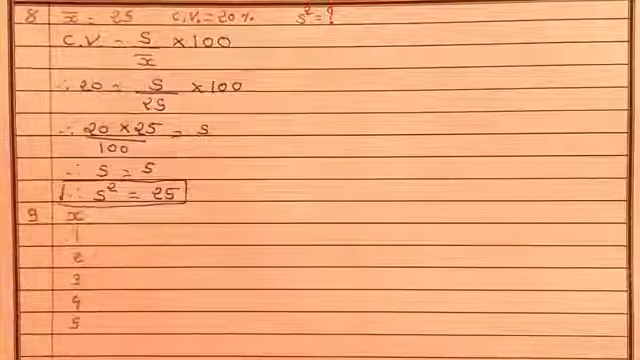 8 x̄ = 25 C.V. = 20% s² = ?
C.V. = s/x̄ × 100
∴ 20 = s/25 × 100
∴ 20 × 25/100 = s
∴ s = 5
∴ s² = 25
9 x
1
2
3
4
5